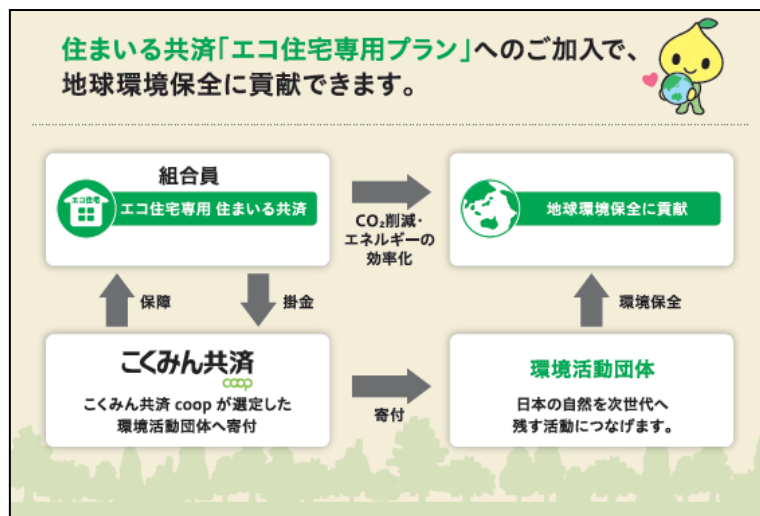 住まいる共済「エコ住宅専用プラン」へのご加入で、
地球環境保全に貢献できます。
組合員
エコ住宅
エコ住宅専用 住まいる共済
CO₂削減・
エネルギーの
効率化
地球環境保全に貢献
保障
掛金
環境保全
こくみん共済
coop
こくみん共済 coop が選定した
環境活動団体へ寄付
寄付
環境活動団体
日本の自然を次世代へ
残す活動につなげます。